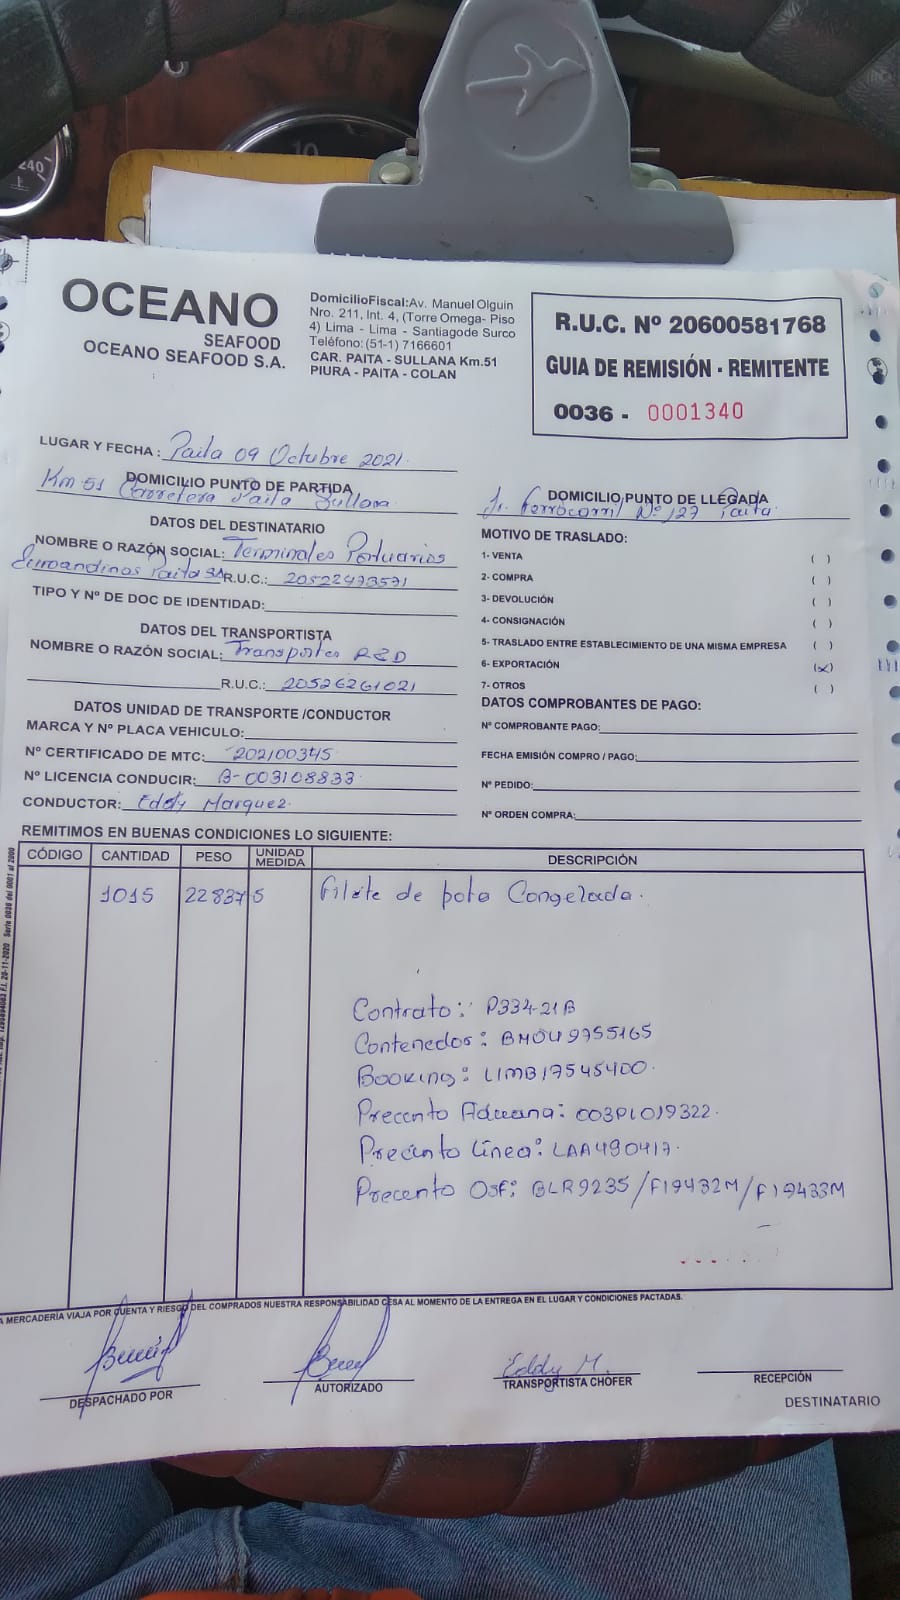 OCEANO
SEAFOOD
OCEANO SEAFOOD S.A.
DomicilioFiscal:Av. Manuel Olguin
Nro. 211, Int. 4, (Torre Omega- Piso
4) Lima - Lima - Santiagode Surco
Teléfono: (51-1) 7166601
CAR. PAITA - SULLANA Km.51
PIURA - PAITA - COLAN
R.U.C. Nº 20600581768
GUIA DE REMISIÓN - REMITENTE
0036 - 0001340
LUGAR Y FECHA : Paita 09 Octubre 2021
DOMICILIO PUNTO DE PARTIDA
Km 51 Carretera Paita Sullana
DOMICILIO PUNTO DE LLEGADA
Jr. Ferrocarril Nº 127 Paita
DATOS DEL DESTINATARIO
NOMBRE O RAZÓN SOCIAL: Terminales Portuarios
Euroandinos Paita SA R.U.C.: 20522473571
TIPO Y Nº DE DOC DE IDENTIDAD:
DATOS DEL TRANSPORTISTA
NOMBRE O RAZÓN SOCIAL: Transportes R&D
R.U.C.: 20526261021
DATOS UNIDAD DE TRANSPORTE /CONDUCTOR
MARCA Y Nº PLACA VEHICULO:
Nº CERTIFICADO DE MTC: 202100345
Nº LICENCIA CONDUCIR: B-003108833
CONDUCTOR: Eddy Marquez.
MOTIVO DE TRASLADO:
1- VENTA ( )
2- COMPRA ( )
3- DEVOLUCIÓN ( )
4- CONSIGNACIÓN ( )
5- TRASLADO ENTRE ESTABLECIMIENTO DE UNA MISMA EMPRESA ( )
6- EXPORTACIÓN (x)
7- OTROS ( )
DATOS COMPROBANTES DE PAGO:
Nº COMPROBANTE PAGO:
FECHA EMISIÓN COMPRO / PAGO:
Nº PEDIDO:
Nº ORDEN COMPRA:
REMITIMOS EN BUENAS CONDICIONES LO SIGUIENTE:
CÓDIGO CANTIDAD PESO UNIDAD MEDIDA DESCRIPCIÓN
1015 22837.5 Filete de pota Congelada.
Contrato: P334-21B
Contenedos: BMOU9755165
Booking: LIMB17545400.
Precento Aduana: 003PL019322.
Precinto Línea: LAA490417.
Precento Osf: BLR9235/F19432M/F19433M
A MERCADERÍA VIAJA POR CUENTA Y RIESGO DEL COMPRADOS NUESTRA RESPONSABILIDAD CESA AL MOMENTO DE LA ENTREGA EN EL LUGAR Y CONDICIONES PACTADAS.
DESPACHADO POR
AUTORIZADO
Eddy M.
TRANSPORTISTA CHOFER
RECEPCIÓN
DESTINATARIO
240
10